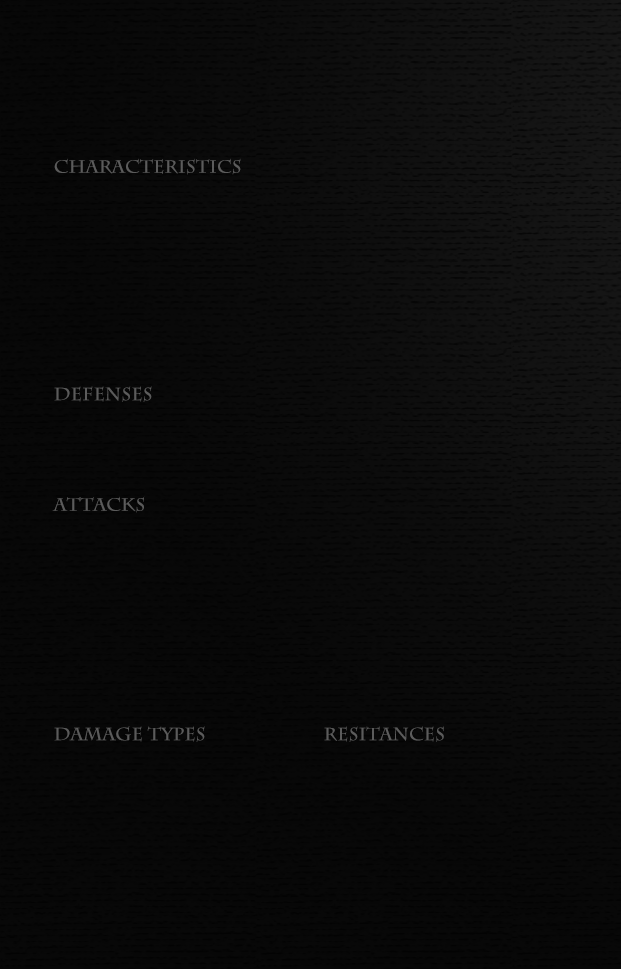 CHARACTERISTICS
DEFENSES
ATTACKS
DAMAGE TYPES RESITANCES